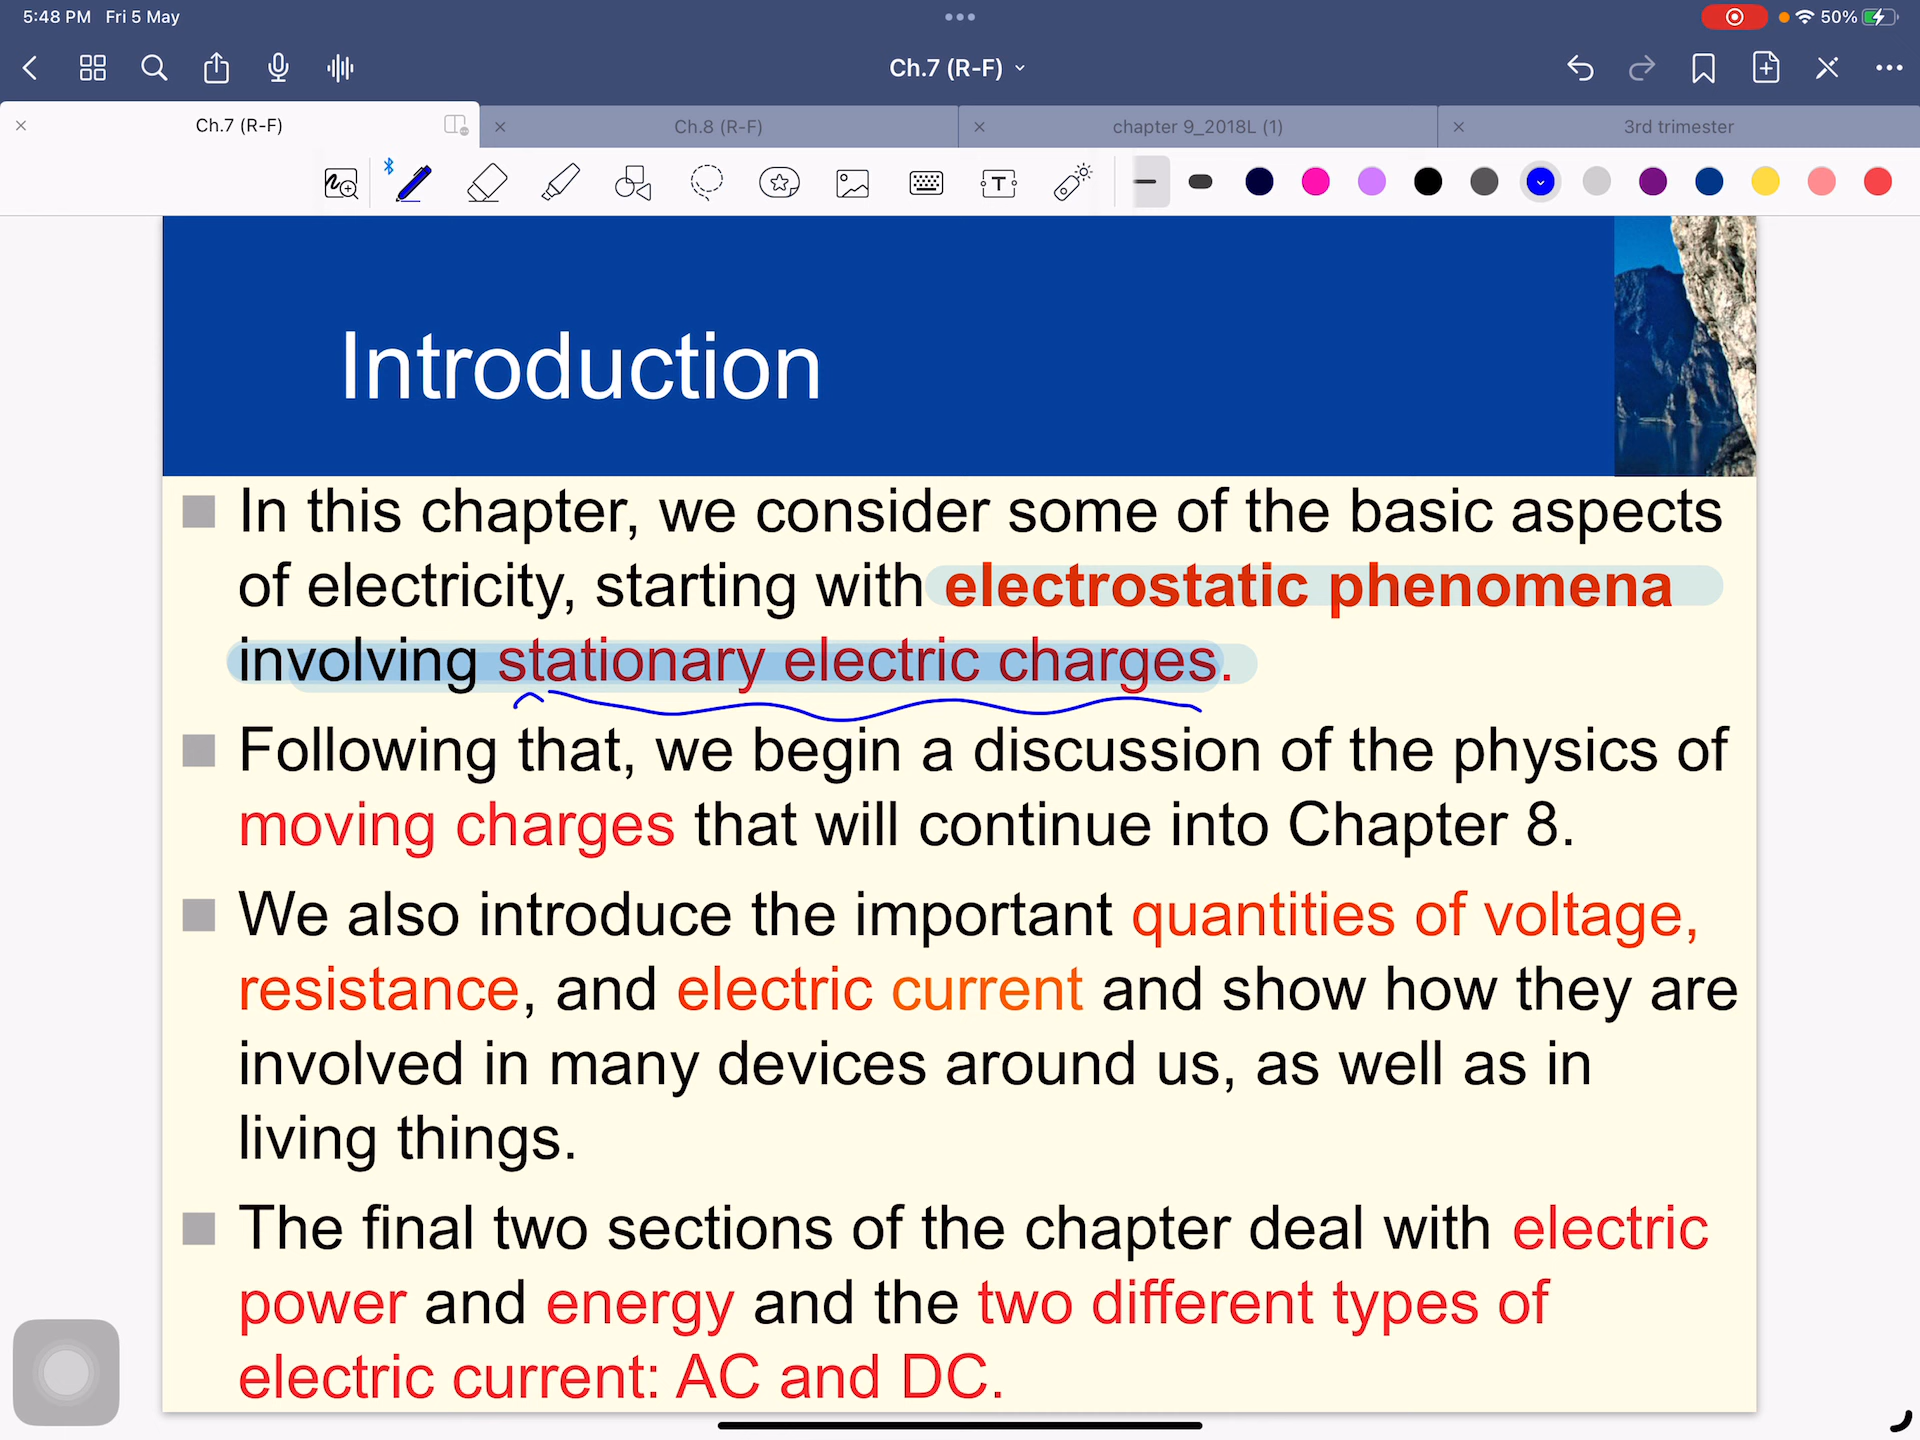 5:48 PM Fri 5 May
50%
Ch.7 (R-F)
Ch.7 (R-F)
Ch.8 (R-F)
chapter 9_2018L (1)
3rd trimester
T
Introduction
In this chapter, we consider some of the basic aspects
of electricity, starting with electrostatic phenomena
involving stationary electric charges.
Following that, we begin a discussion of the physics of
moving charges that will continue into Chapter 8.
We also introduce the important quantities of voltage,
resistance, and electric current and show how they are
involved in many devices around us, as well as in
living things.
The final two sections of the chapter deal with electric
power and energy and the two different types of
electric current: AC and DC.